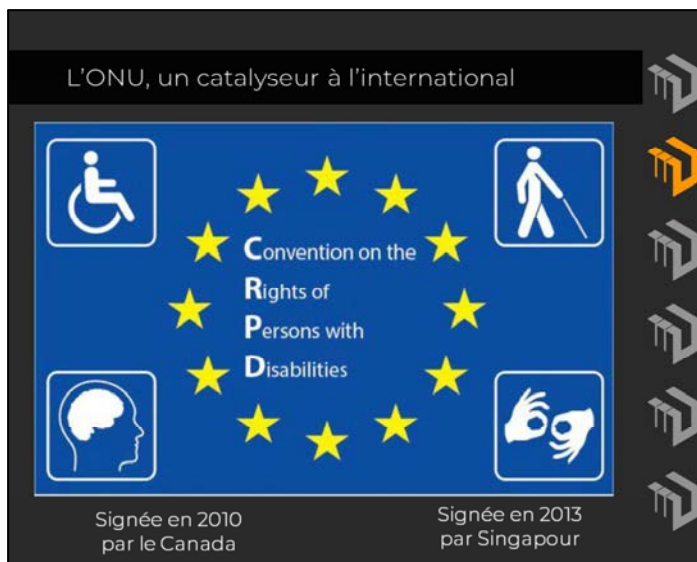 L'ONU, un catalyseur à l'international
Convention on the
Rights of
Persons with
Disabilities
Signée en 2010
par le Canada
Signée en 2013
par Singapour